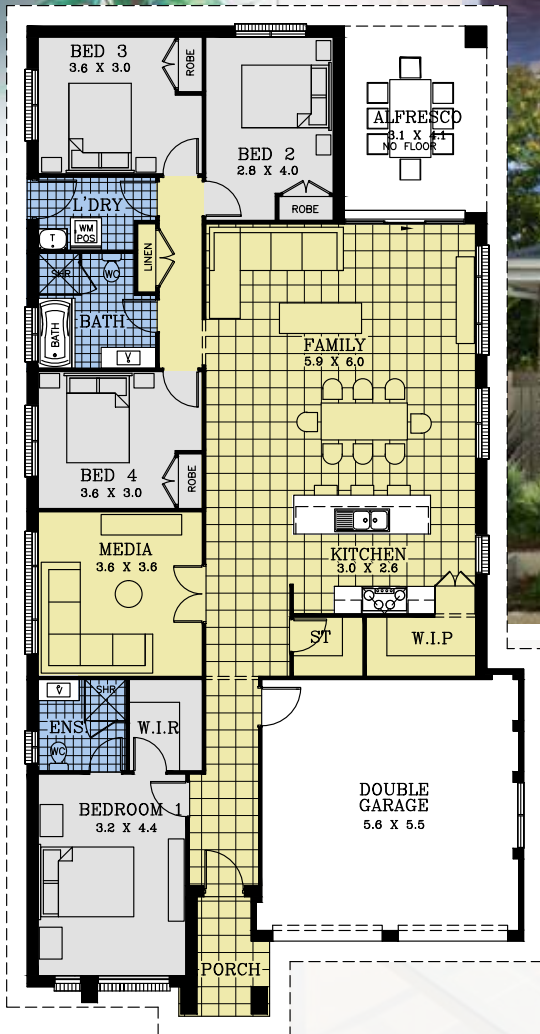 BED 3
3.6 X 3.0
ROBE
BED 2
2.8 X 4.0
ROBE
ALFRESCO
3.1 X 4.1
NO FLOOR
L'DRY
T
WM
POS
LINEN
SHR
WC
BATH
BATH
V
FAMILY
5.9 X 6.0
BED 4
3.6 X 3.0
ROBE
MEDIA
3.6 X 3.6
KITCHEN
3.0 X 2.6
ST
W.I.P
V
SHR
ENS.
WC
W.I.R
BEDROOM 1
3.2 X 4.4
DOUBLE
GARAGE
5.6 X 5.5
PORCH